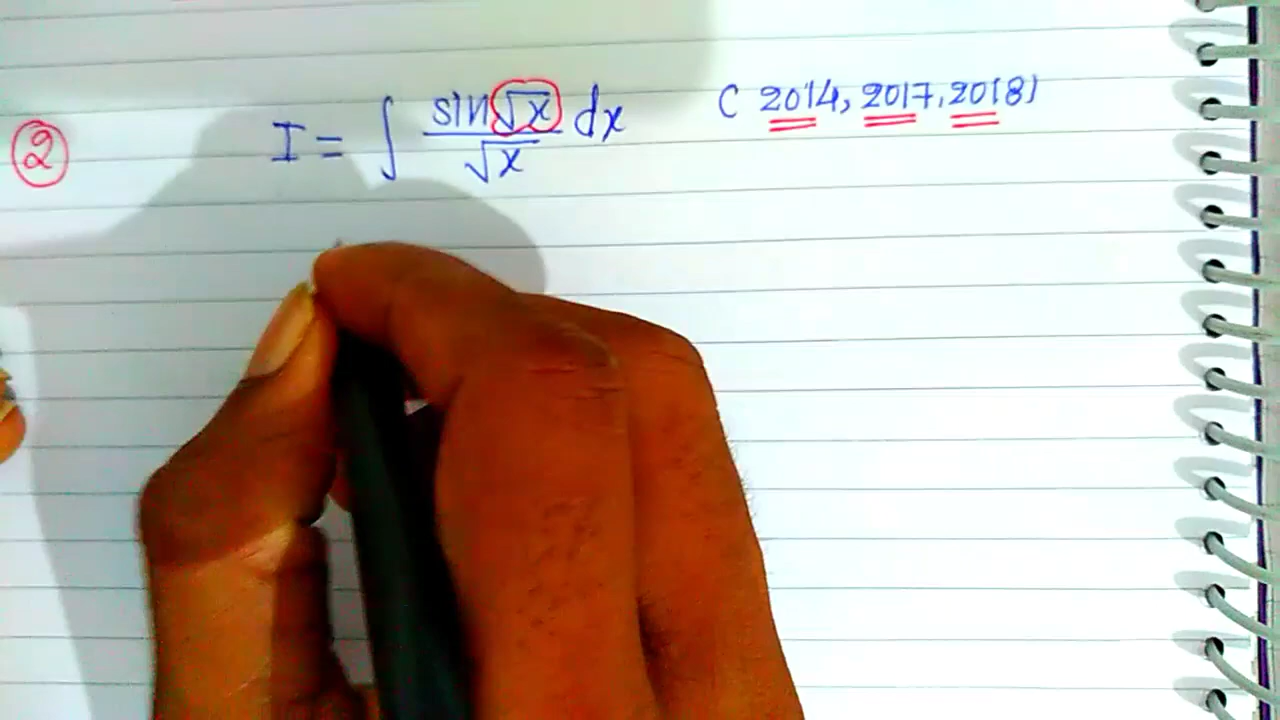 ② I = ∫ sin√x / √x dx ( 2014, 2017, 2018)